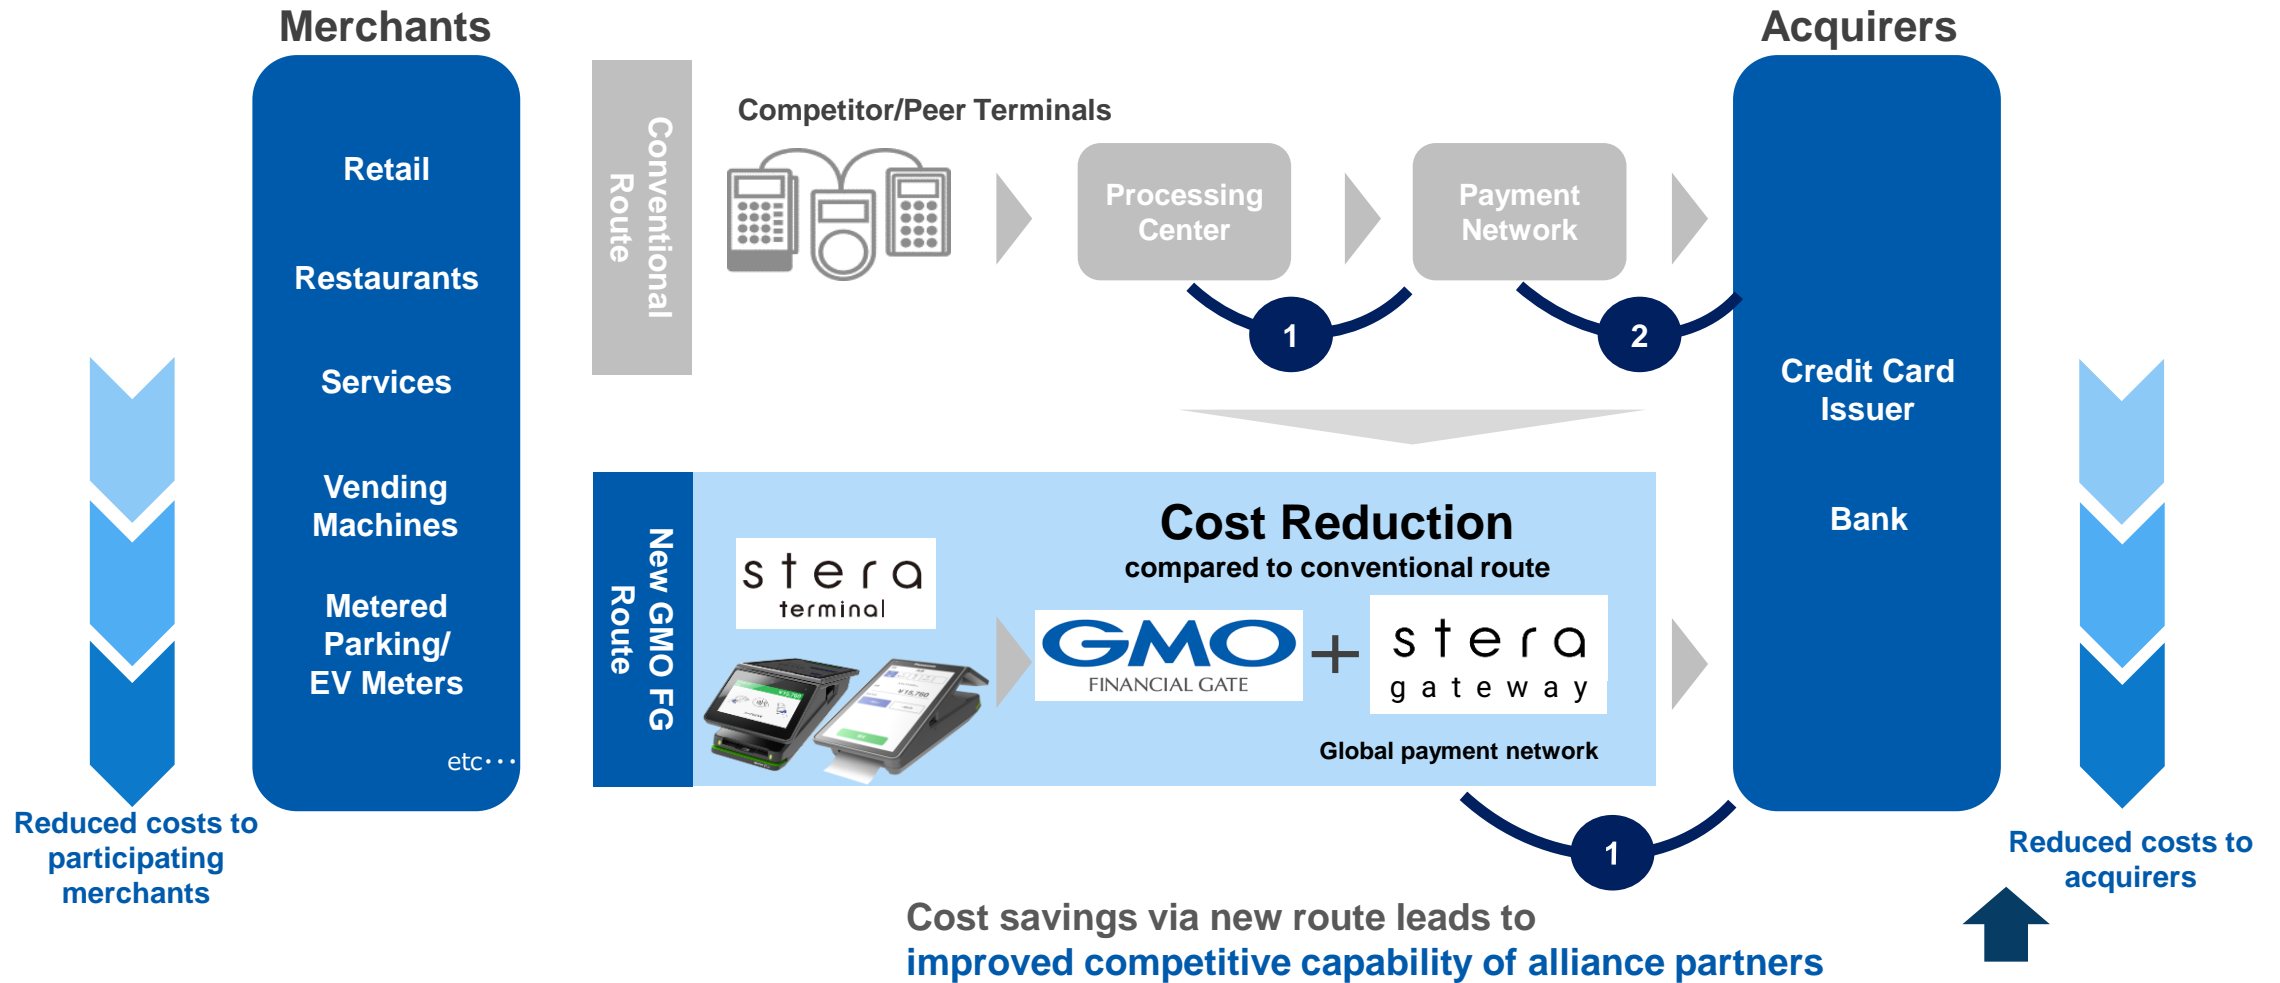 Merchants
Acquirers
Retail
Restaurants
Services
Vending
Machines
Metered
Parking/
EV Meters
etc･･･
Conventional
Route
Competitor/Peer Terminals
Processing
Center
Payment
Network
1
2
Credit Card
Issuer
Bank
New GMO FG
Route
stera
terminal
Cost Reduction
compared to conventional route
GMO
FINANCIAL GATE
+
stera
gateway
Global payment network
1
Reduced costs to
participating
merchants
Reduced costs to
acquirers
Cost savings via new route leads to
improved competitive capability of alliance partners